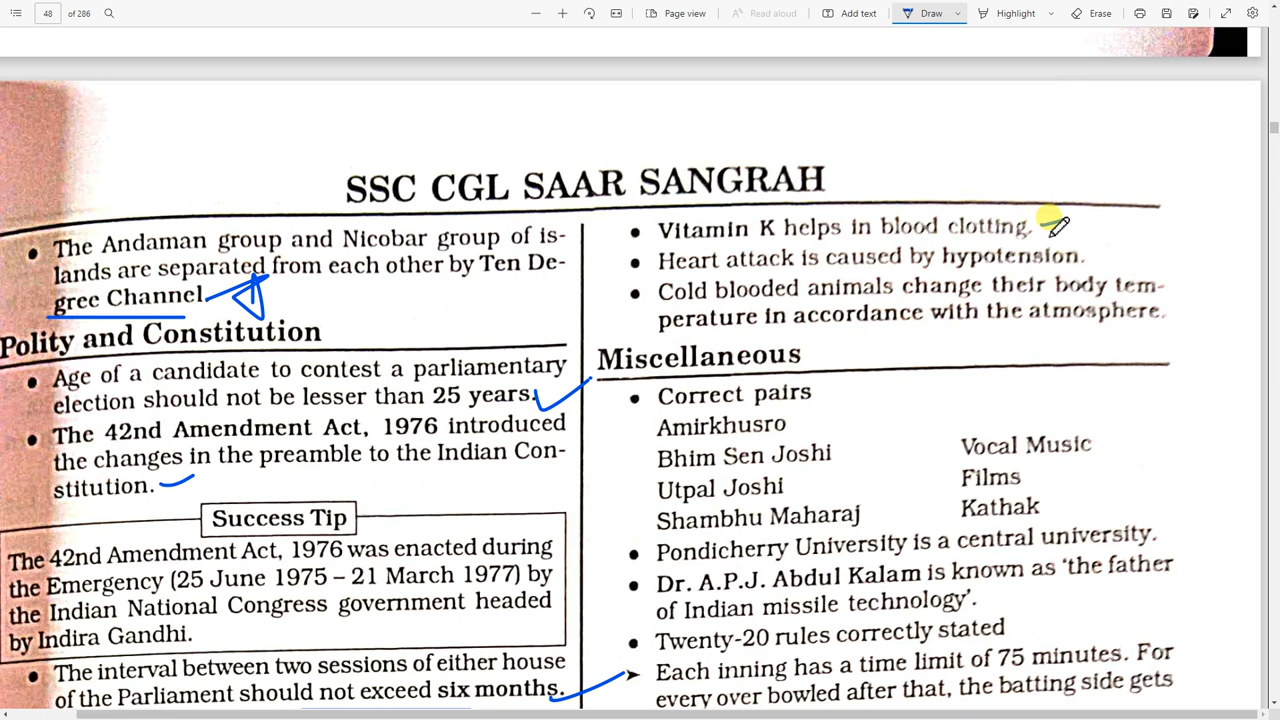 48 of 286
Page view
Read aloud
Add text
Draw
Highlight
Erase
SSC CGL SAAR SANGRAH
• The Andaman group and Nicobar group of is-
lands are separated from each other by Ten De-
gree Channel.
Polity and Constitution
• Age of a candidate to contest a parliamentary
election should not be lesser than 25 years.
• The 42nd Amendment Act, 1976 introduced
the changes in the preamble to the Indian Con-
stitution.
Success Tip
The 42nd Amendment Act, 1976 was enacted during
the Emergency (25 June 1975 – 21 March 1977) by
the Indian National Congress government headed
by Indira Gandhi.
• The interval between two sessions of either house
of the Parliament should not exceed six months.
• Vitamin K helps in blood clotting.
• Heart attack is caused by hypotension.
• Cold blooded animals change their body tem-
perature in accordance with the atmosphere.
Miscellaneous
• Correct pairs
Amirkhusro
Bhim Sen Joshi Vocal Music
Utpal Joshi Films
Shambhu Maharaj Kathak
• Pondicherry University is a central university.
• Dr. A.P.J. Abdul Kalam is known as 'the father
of Indian missile technology'.
• Twenty-20 rules correctly stated
➤ Each inning has a time limit of 75 minutes. For
every over bowled after that, the batting side gets